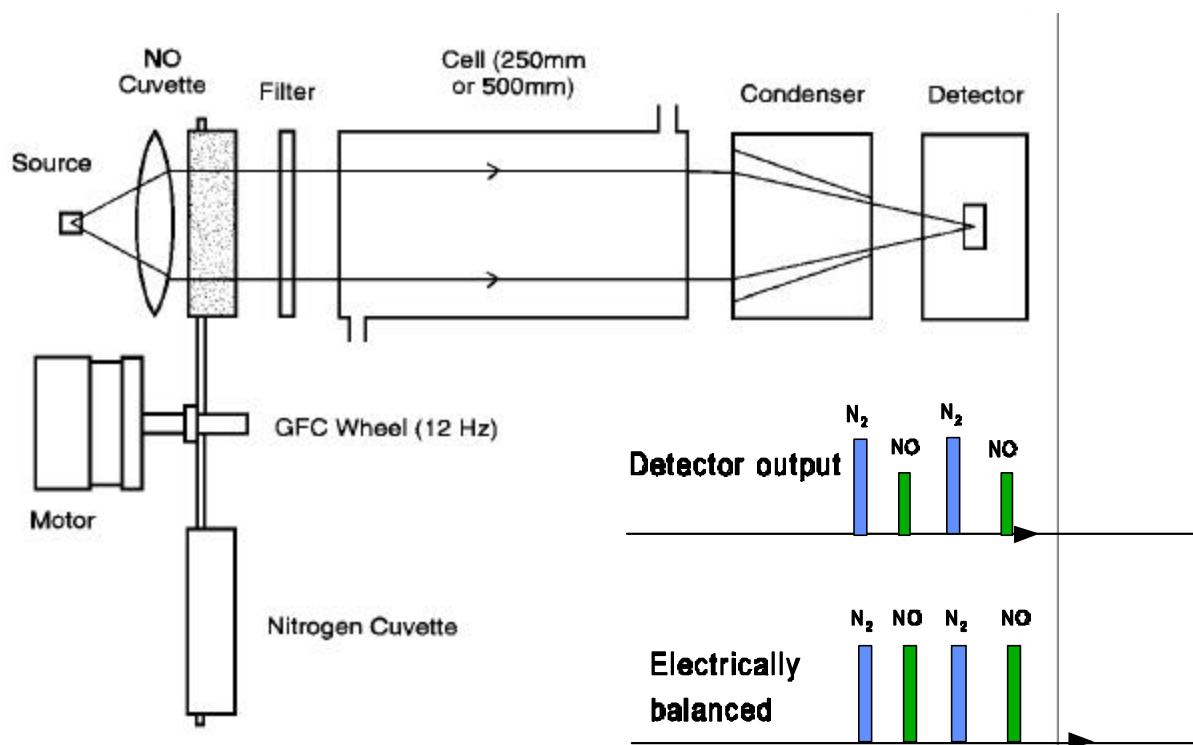 NO
Cuvette
Filter
Cell (250mm
or 500mm)
Condenser
Detector
Source
GFC Wheel (12 Hz)
Motor
Nitrogen Cuvette
N₂
NO
N₂
NO
Detector output
N₂
NO
N₂
NO
Electrically
balanced